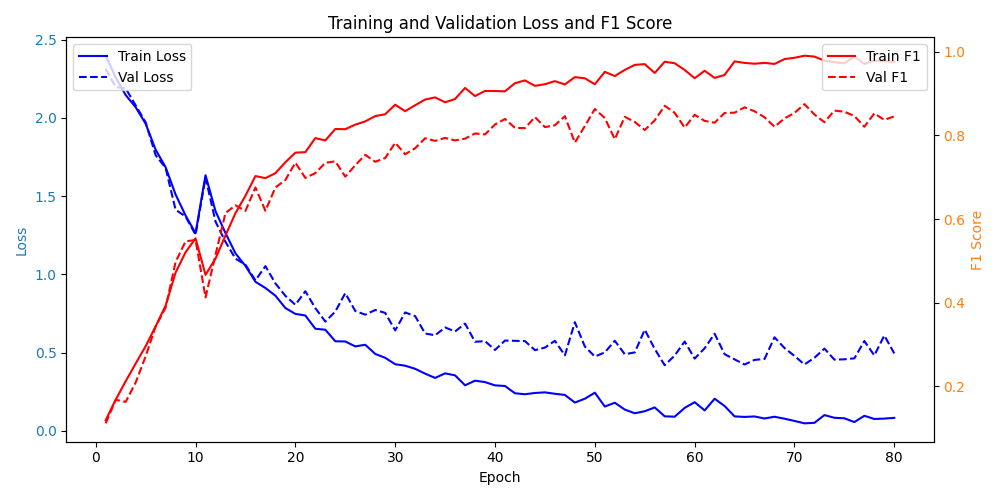 Training and Validation Loss and F1 Score
Train Loss
Val Loss
Train F1
Val F1
Loss
2.5
2.0
1.5
1.0
0.5
0.0
F1 Score
1.0
0.8
0.6
0.4
0.2
0 10 20 30 40 50 60 70 80
Epoch